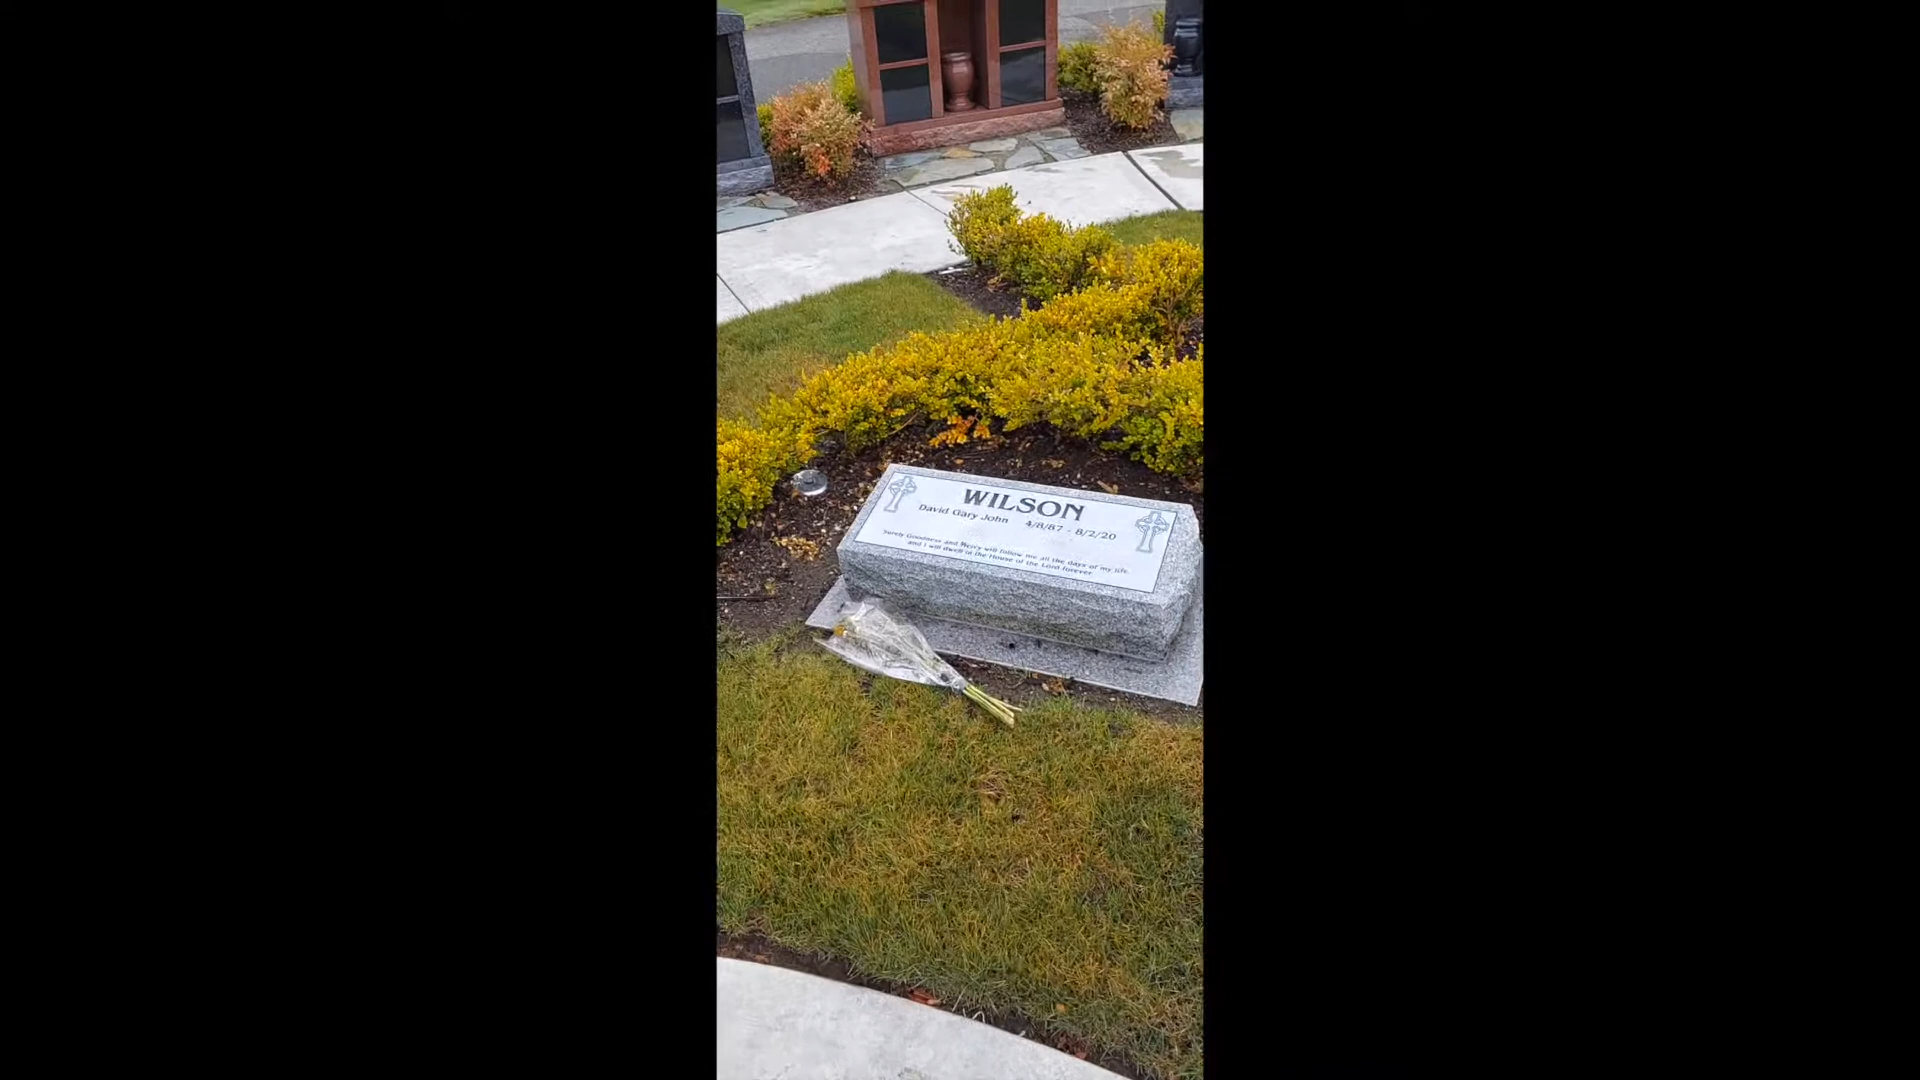 WILSON
David Gary John 4/8/87 - 8/2/20
Surely Goodness and Mercy will follow me all the days of my life,
and I will dwell in the House of the Lord forever